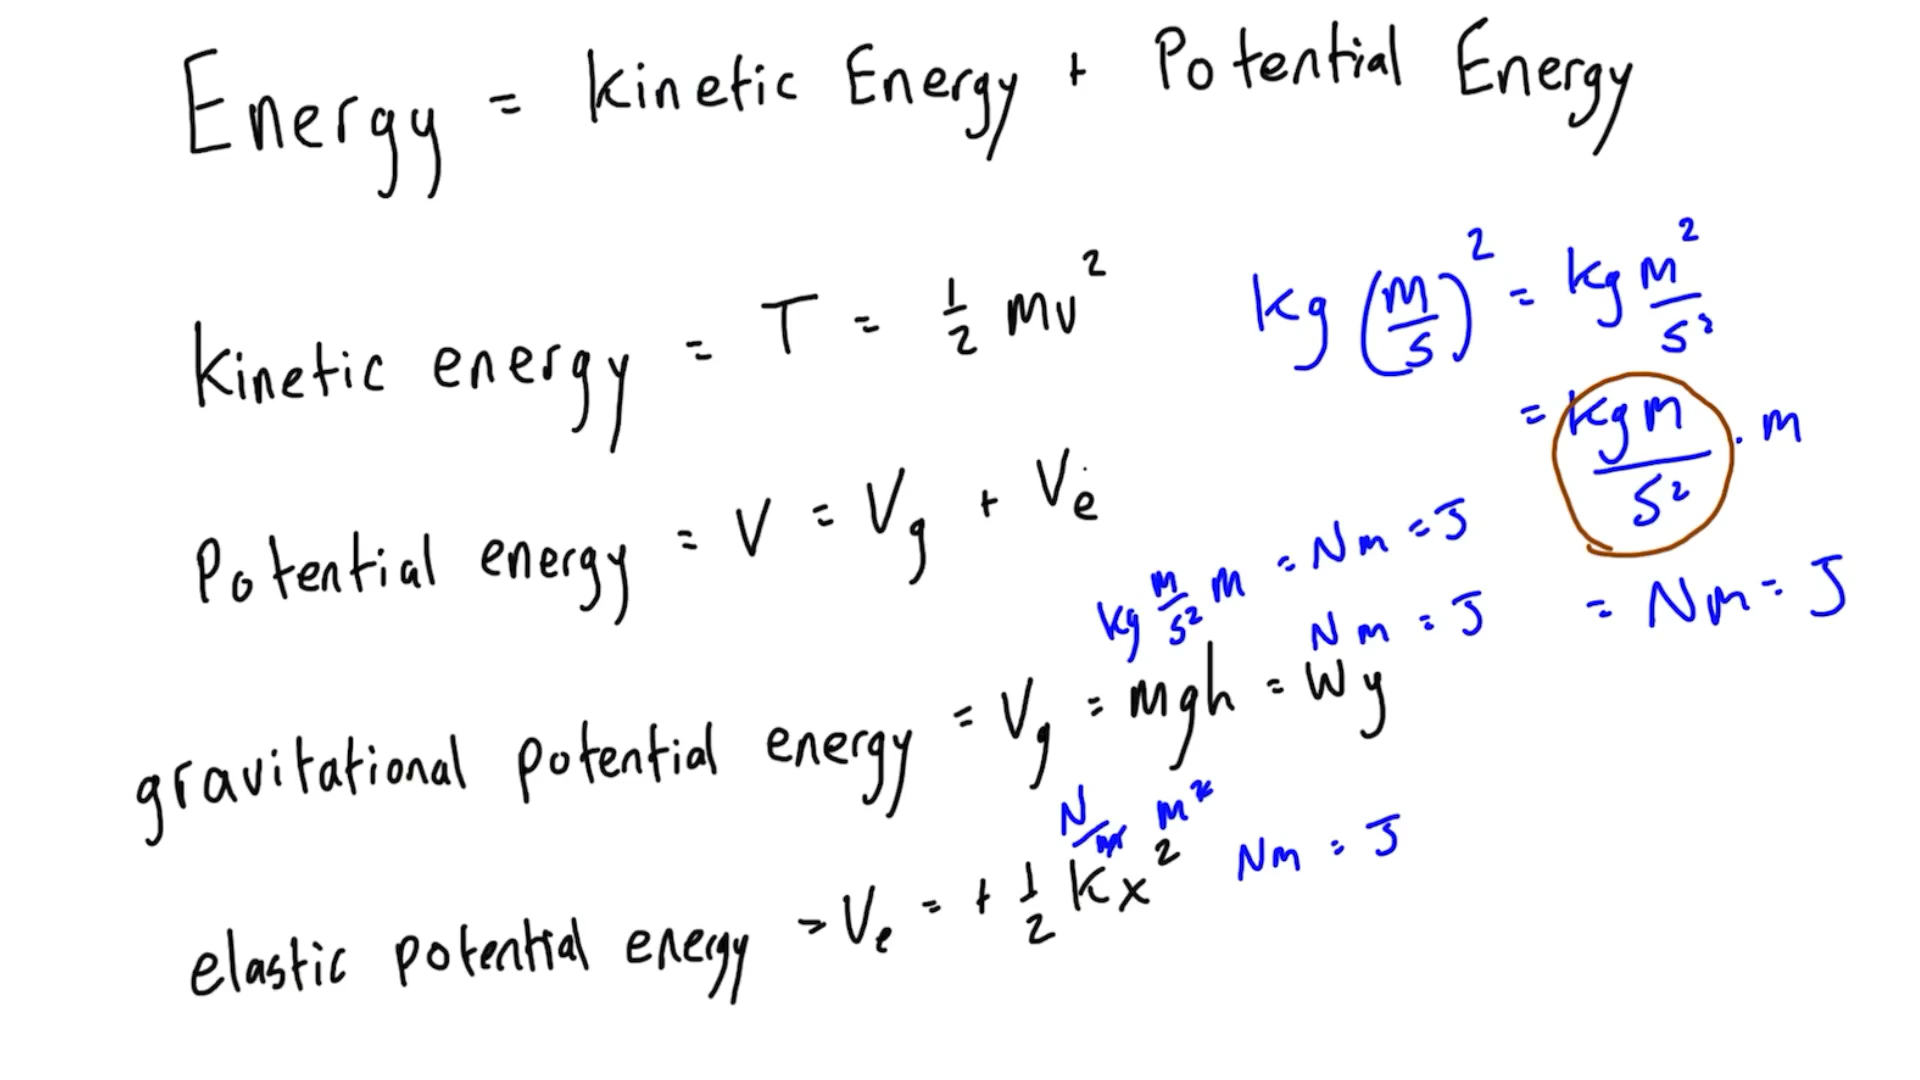 Energy = kinetic Energy + Potential Energy
kinetic energy = T = 1/2 mv² kg (m/s)² = kg m²/s²
= kg m/s² · m
Potential energy = V = Vg + Ve
kg m/s² m = Nm = J
Nm = J = Nm = J
gravitational potential energy = Vg = mgh = Wy
N/m m² Nm = J
elastic potential energy = Ve = + 1/2 kx²